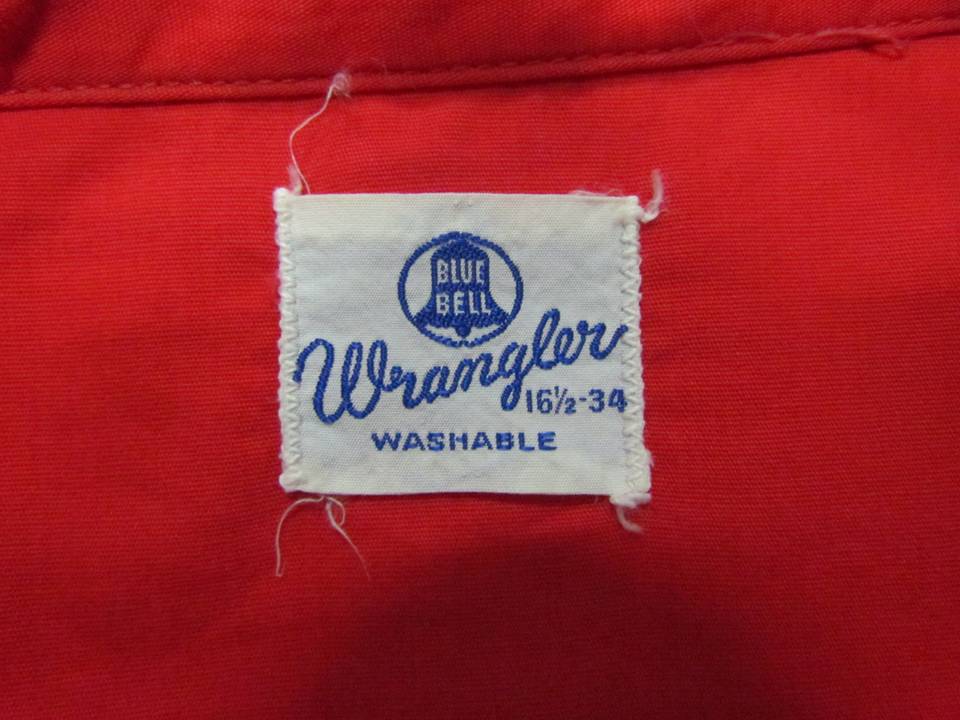 BLUE
BELL
Wrangler
16½-34
WASHABLE